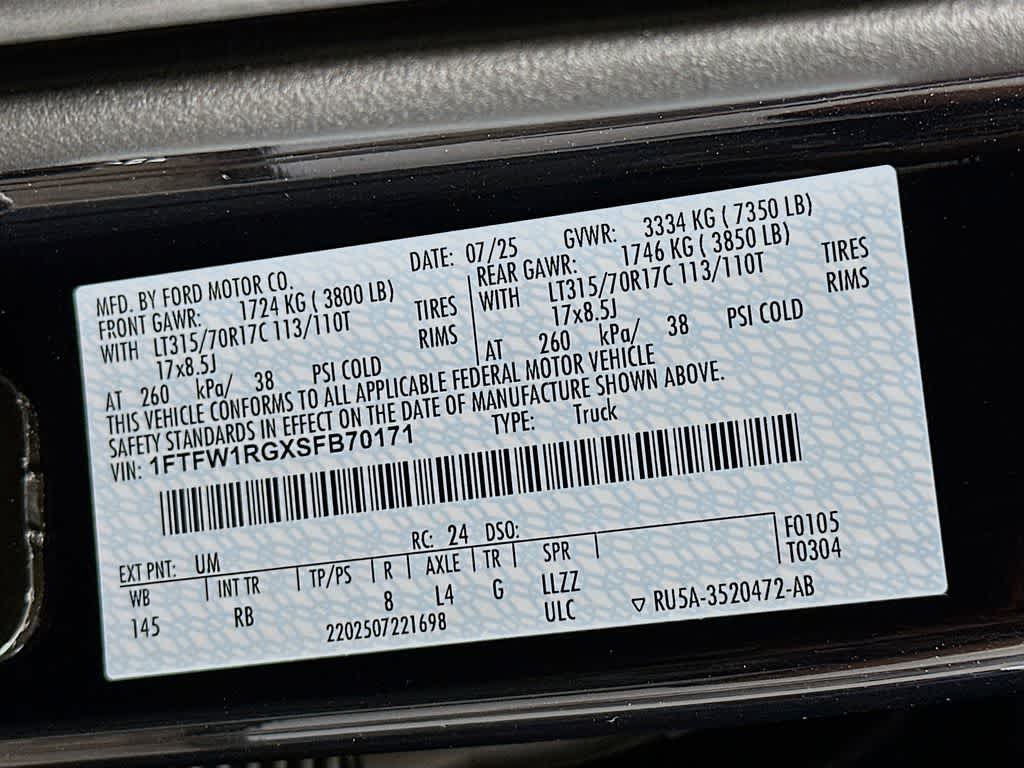 MFD. BY FORD MOTOR CO. DATE: 07/25 GVWR: 3334 KG ( 7350 LB)
FRONT GAWR: 1724 KG ( 3800 LB) REAR GAWR: 1746 KG ( 3850 LB)
WITH LT315/70R17C 113/110T TIRES WITH LT315/70R17C 113/110T TIRES
17x8.5J RIMS 17x8.5J RIMS
AT 260 kPa/ 38 PSI COLD AT 260 kPa/ 38 PSI COLD
THIS VEHICLE CONFORMS TO ALL APPLICABLE FEDERAL MOTOR VEHICLE
SAFETY STANDARDS IN EFFECT ON THE DATE OF MANUFACTURE SHOWN ABOVE.
VIN: 1FTFW1RGXSFB70171 TYPE: Truck
EXT PNT: UM RC: 24 DSO: F0105
WB INT TR TP/PS R AXLE TR SPR T0304
145 RB 8 L4 G LLZZ
2202507221698 ULC ▽ RU5A-3520472-AB